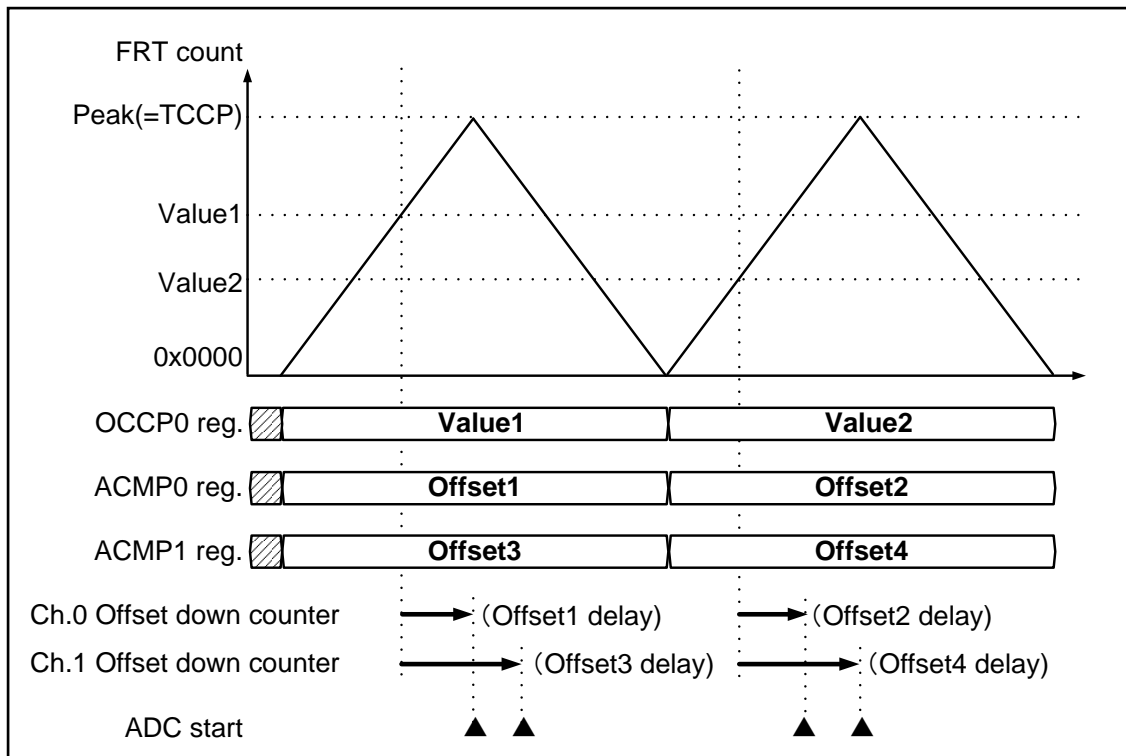 FRT count
Peak(=TCCP)
Value1
Value2
0x0000
OCCP0 reg. Value1 Value2
ACMP0 reg. Offset1 Offset2
ACMP1 reg. Offset3 Offset4
Ch.0 Offset down counter (Offset1 delay) (Offset2 delay)
Ch.1 Offset down counter (Offset3 delay) (Offset4 delay)
ADC start